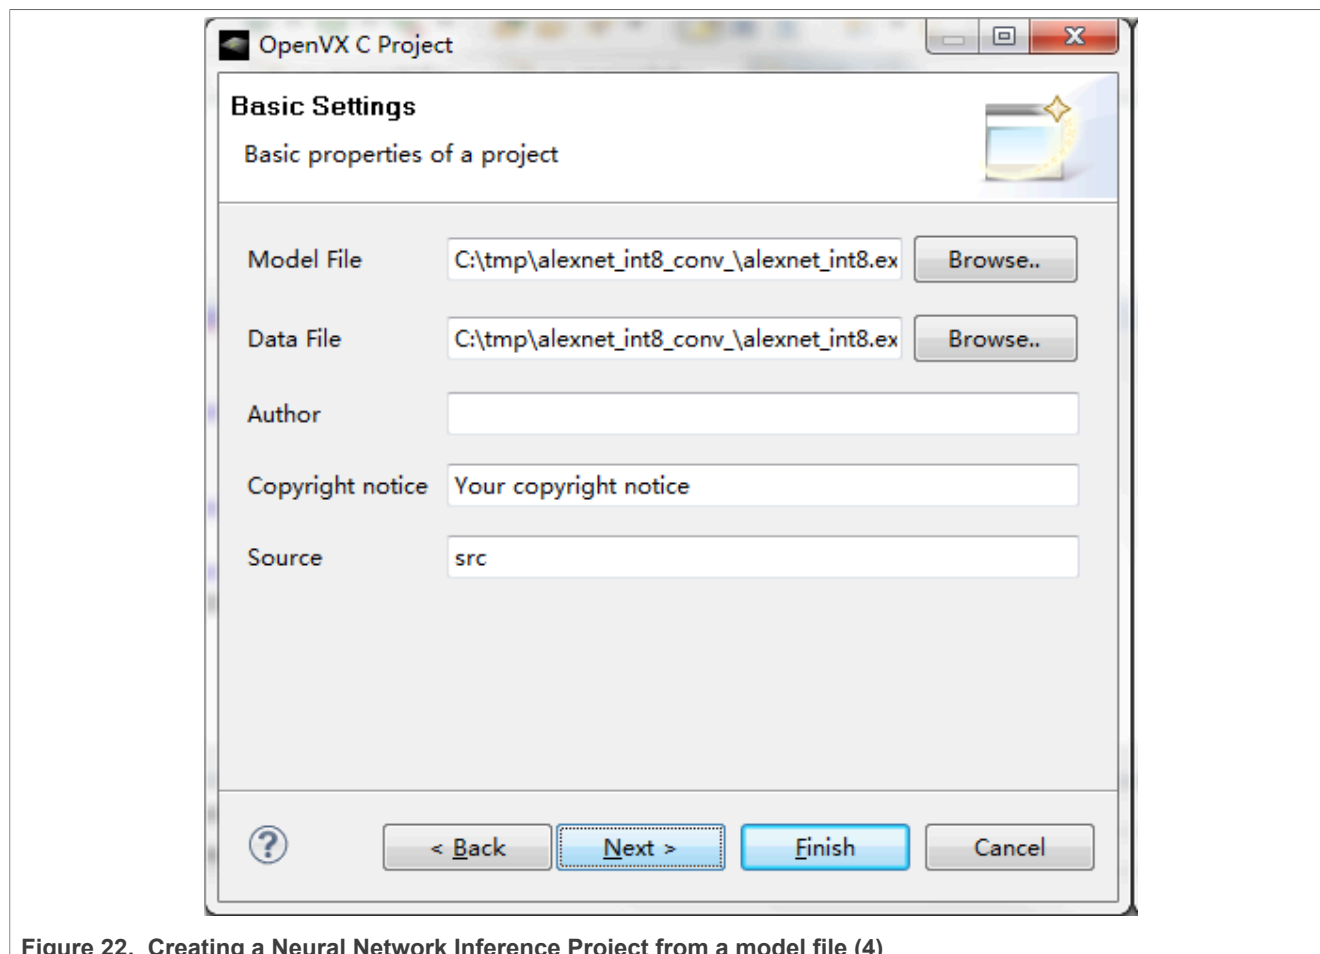 OpenVX C Project
Basic Settings
Basic properties of a project
Model File
C:\tmp\alexnet_int8_conv_\alexnet_int8.ex
Browse..
Data File
C:\tmp\alexnet_int8_conv_\alexnet_int8.ex
Browse..
Author
Copyright notice
Your copyright notice
Source
src
?
< Back
Next >
Finish
Cancel
Figure 22. Creating a Neural Network Inference Project from a model file (4)